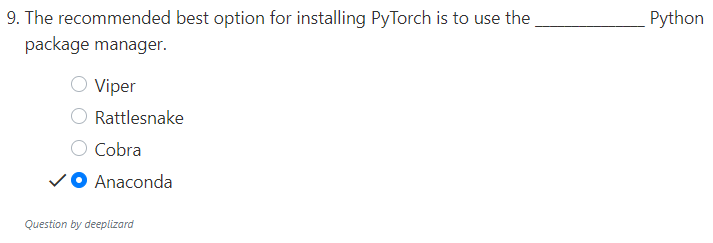 9. The recommended best option for installing PyTorch is to use the ____________ Python
package manager.
Viper
Rattlesnake
Cobra
Anaconda
Question by deeplizard